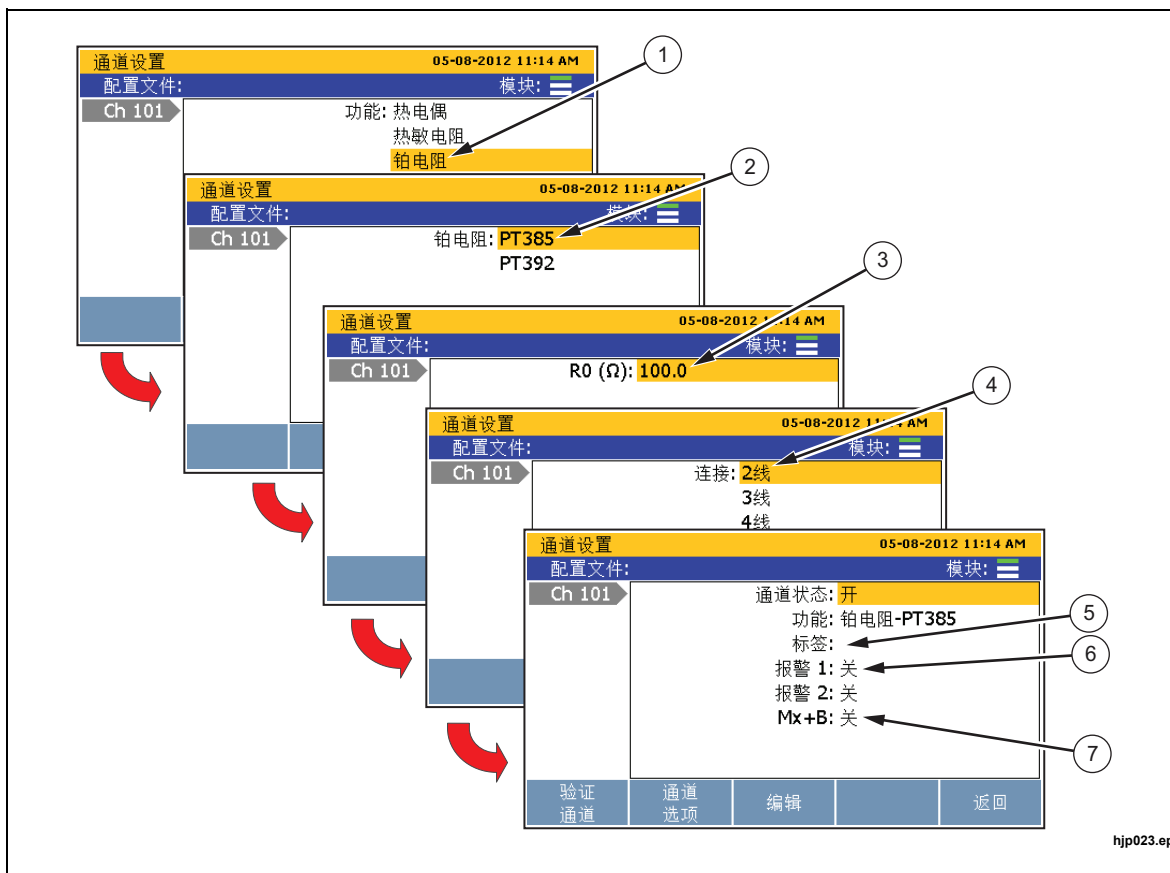 通道设置 05-08-2012 11:14 AM
配置文件: 模块:
Ch 101
功能: 热电偶
热敏电阻
铂电阻
1
通道设置 05-08-2012 11:14 AM
配置文件: 模块:
Ch 101
铂电阻: PT385
PT392
2
通道设置 05-08-2012 11:14 AM
配置文件: 模块:
Ch 101
R0 (Ω): 100.0
3
通道设置 05-08-2012 11:14 AM
配置文件: 模块:
Ch 101
连接: 2线
3线
4线
4
通道设置 05-08-2012 11:14 AM
配置文件: 模块:
Ch 101
通道状态: 开
功能: 铂电阻-PT385
标签:
报警 1: 关
报警 2: 关
Mx+B: 关
5
6
7
验证 通道
通道 选项
编辑
返回
hjp023.ep